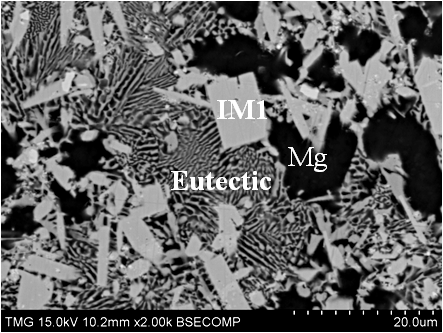 IM1
Mg
Eutectic
TMG 15.0kV 10.2mm x2.00k BSECOMP
20.0um